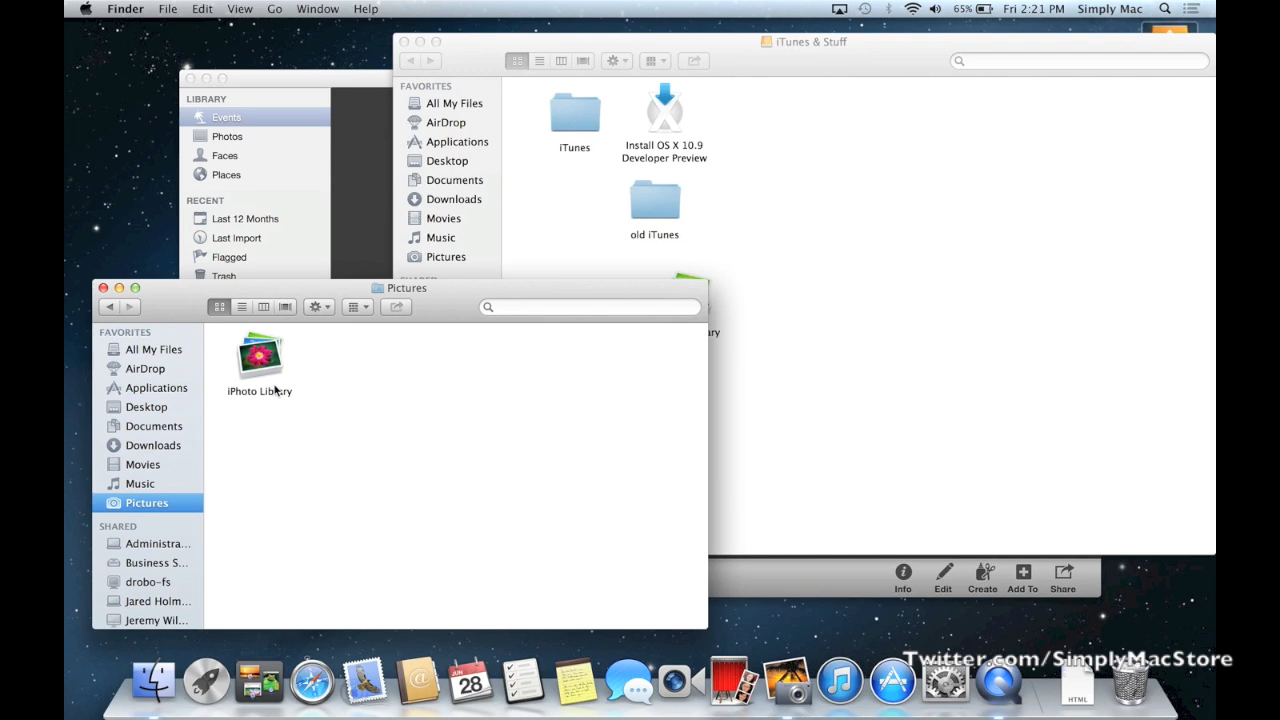 Finder File Edit View Go Window Help
65% Fri 2:21 PM Simply Mac
iTunes & Stuff
LIBRARY
Events
Photos
Faces
Places
RECENT
Last 12 Months
Last Import
Flagged
Trash
FAVORITES
All My Files
AirDrop
Applications
Desktop
Documents
Downloads
Movies
Music
Pictures
SHARED
iTunes
Install OS X 10.9
Developer Preview
old iTunes
ary
Pictures
FAVORITES
All My Files
AirDrop
Applications
Desktop
Documents
Downloads
Movies
Music
Pictures
SHARED
Administra...
Business S...
drobo-fs
Jared Holm...
Jeremy Wil...
iPhoto Library
Info Edit Create Add To Share
Twitter.com/SimplyMacStore
JUN
28
HTML